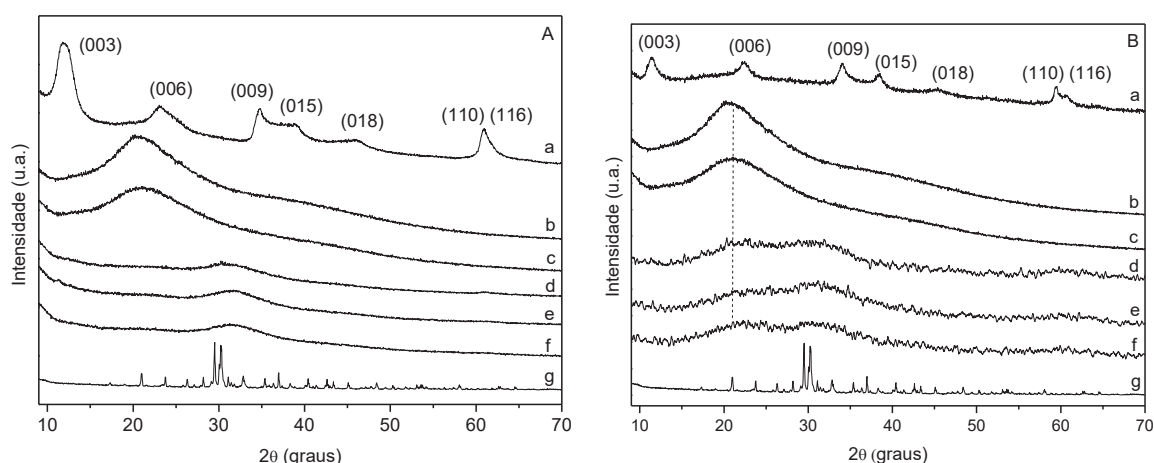 A
(003)
(006)
(009)
(015)
(018)
(110) (116)
a
b
c
d
e
f
g
Intensidade (u.a.)
10 20 30 40 50 60 70
2θ (graus)
B
(003)
(006)
(009)
(015)
(018)
(110) (116)
a
b
c
d
e
f
g
Intensidade (u.a.)
10 20 30 40 50 60 70
2θ (graus)